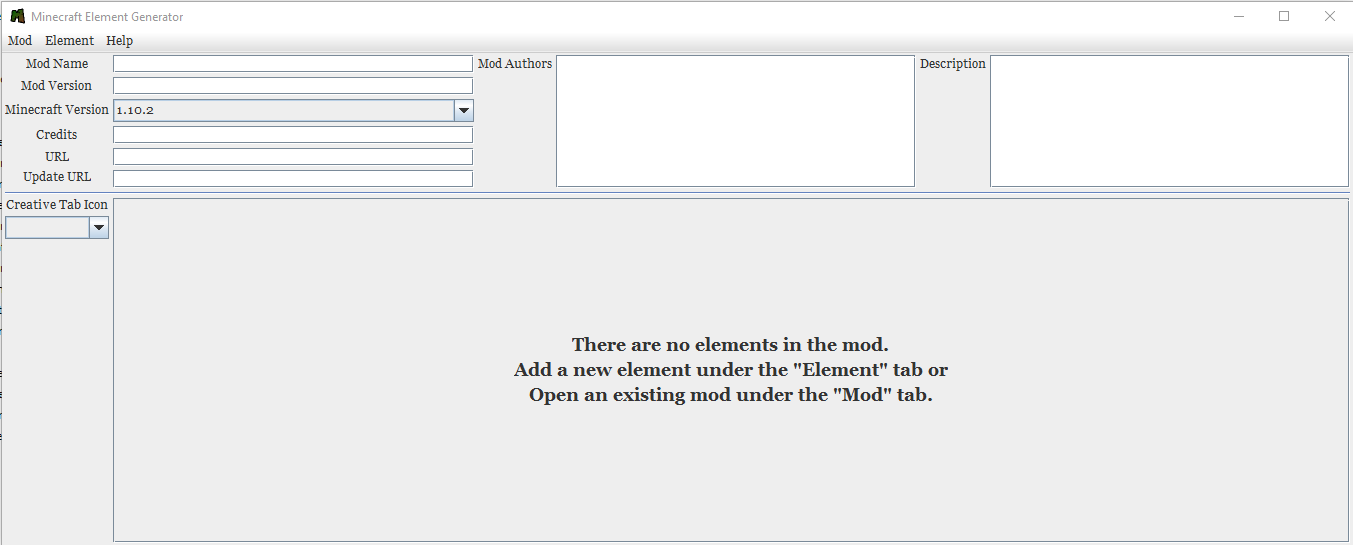 Minecraft Element Generator
Mod Element Help
Mod Name
Mod Authors
Description
Mod Version
Minecraft Version 1.10.2
Credits
URL
Update URL
Creative Tab Icon
There are no elements in the mod.
Add a new element under the "Element" tab or
Open an existing mod under the "Mod" tab.